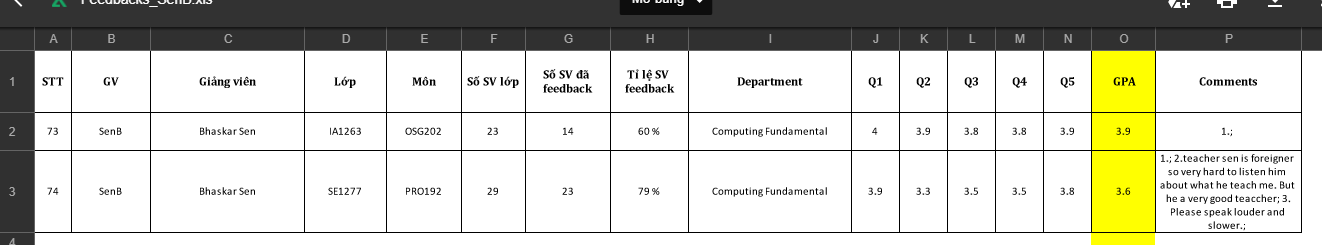 Feedbacks_SenB.xls
Mở bằng
A B C D E F G H I J K L M N O P
1 STT GV Giảng viên Lớp Môn Số SV lớp Số SV đã feedback Tỉ lệ SV feedback Department Q1 Q2 Q3 Q4 Q5 GPA Comments
2 73 SenB Bhaskar Sen IA1263 OSG202 23 14 60 % Computing Fundamental 4 3.9 3.8 3.8 3.9 3.9 1.;
3 74 SenB Bhaskar Sen SE1277 PRO192 29 23 79 % Computing Fundamental 3.9 3.3 3.5 3.5 3.8 3.6
1.; 2.teacher sen is foreigner
so very hard to listen him
about what he teach me. But
he a very good teaccher; 3.
Please speak louder and
slower.;
4